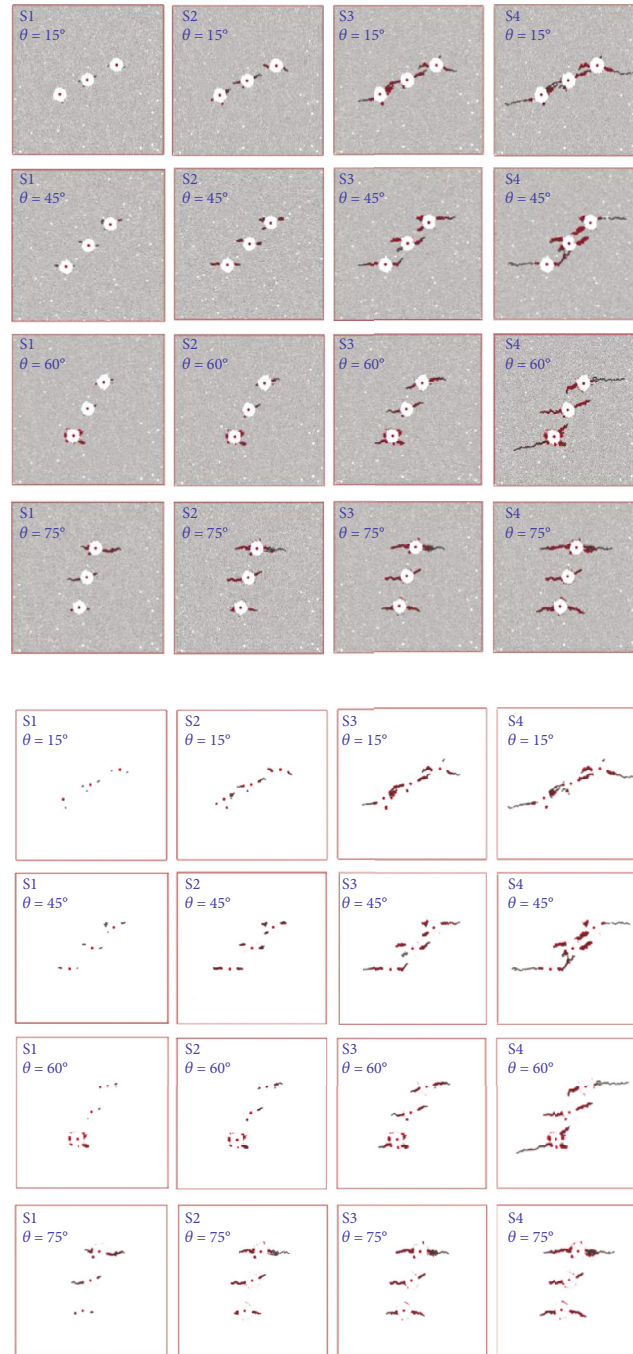 S1
θ = 15°
S2
θ = 15°
S3
θ = 15°
S4
θ = 15°
S1
θ = 45°
S2
θ = 45°
S3
θ = 45°
S4
θ = 45°
S1
θ = 60°
S2
θ = 60°
S3
θ = 60°
S4
θ = 60°
S1
θ = 75°
S2
θ = 75°
S3
θ = 75°
S4
θ = 75°
S1
θ = 15°
S2
θ = 15°
S3
θ = 15°
S4
θ = 15°
S1
θ = 45°
S2
θ = 45°
S3
θ = 45°
S4
θ = 45°
S1
θ = 60°
S2
θ = 60°
S3
θ = 60°
S4
θ = 60°
S1
θ = 75°
S2
θ = 75°
S3
θ = 75°
S4
θ = 75°